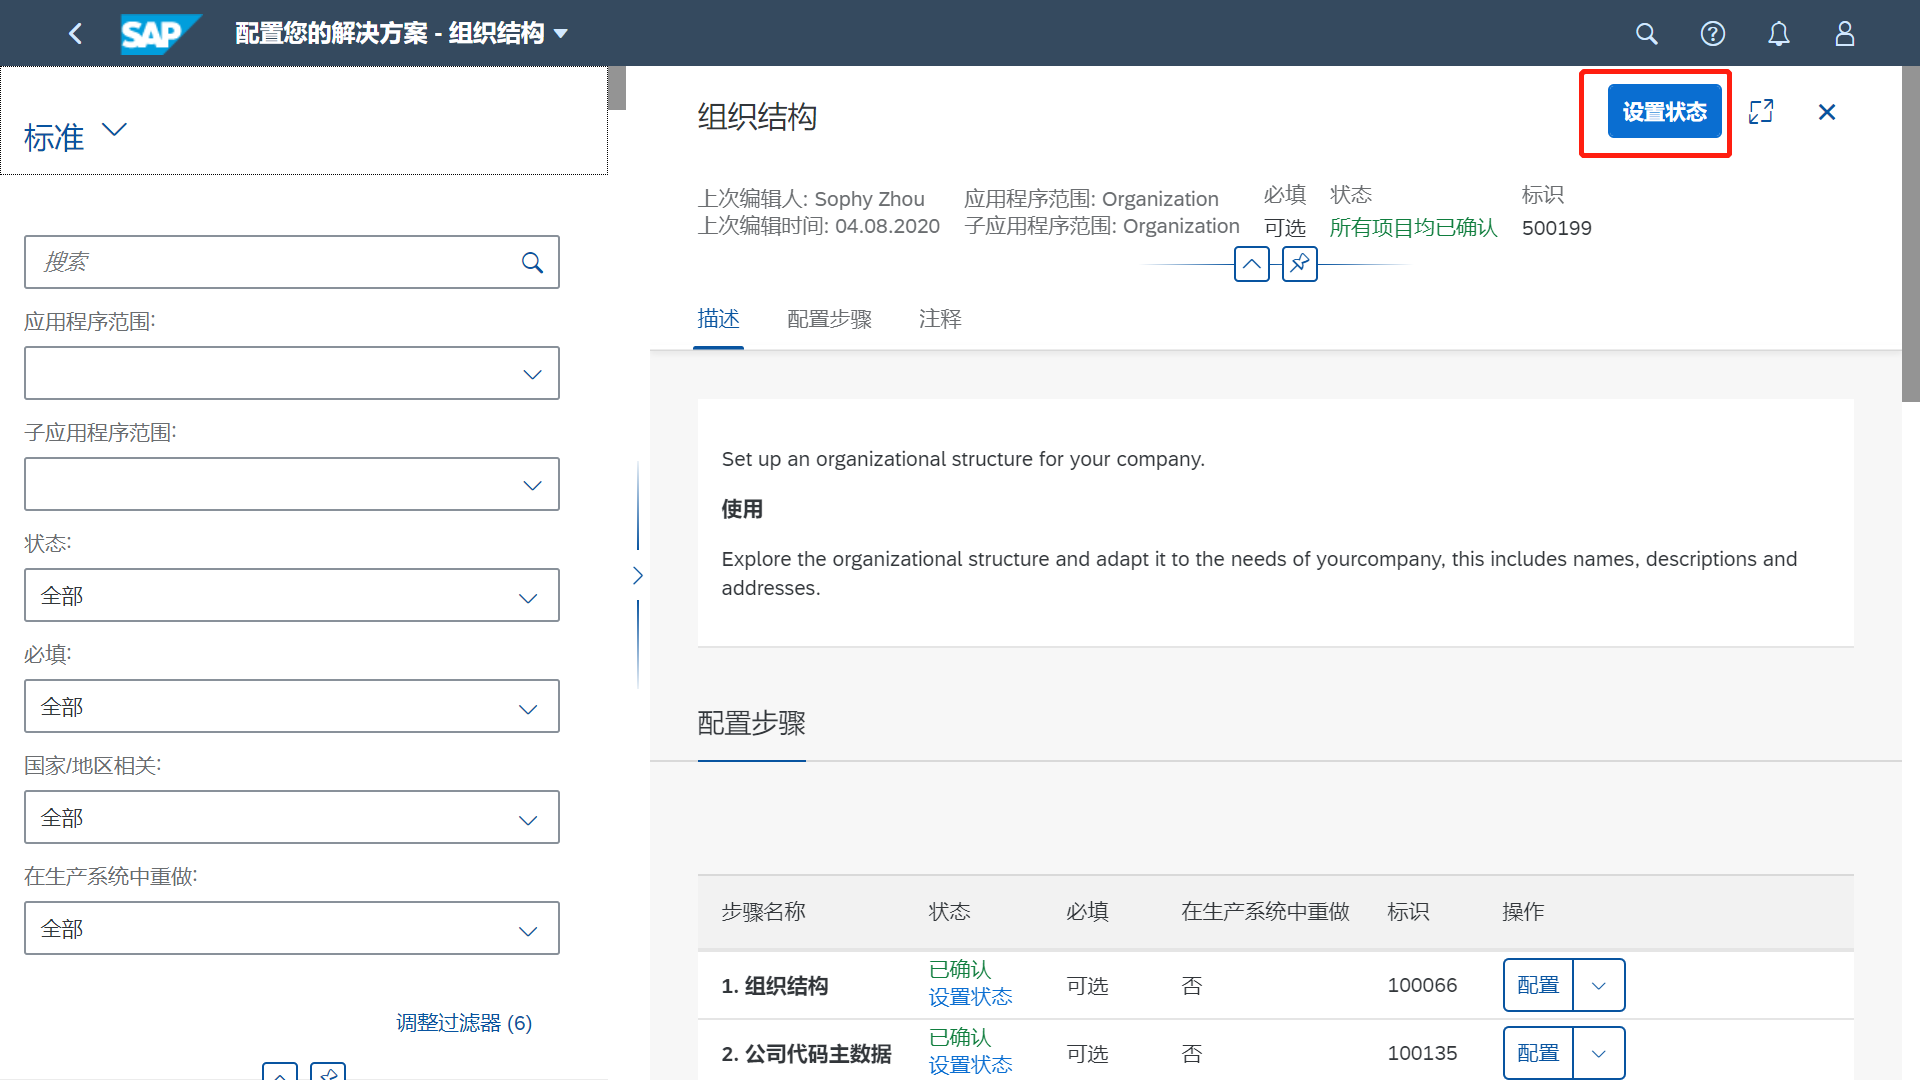 SAP
配置您的解决方案 - 组织结构
标准
搜索
应用程序范围:
子应用程序范围:
状态:
全部
必填:
全部
国家/地区相关:
全部
在生产系统中重做:
全部
调整过滤器 (6)
组织结构
设置状态
上次编辑人: Sophy Zhou
上次编辑时间: 04.08.2020
应用程序范围: Organization
子应用程序范围: Organization
必填
可选
状态
所有项目均已确认
标识
500199
描述 配置步骤 注释
Set up an organizational structure for your company.
使用
Explore the organizational structure and adapt it to the needs of yourcompany, this includes names, descriptions and
addresses.
配置步骤
步骤名称 状态 必填 在生产系统中重做 标识 操作
1. 组织结构 已确认 设置状态 可选 否 100066 配置
2. 公司代码主数据 已确认 设置状态 可选 否 100135 配置